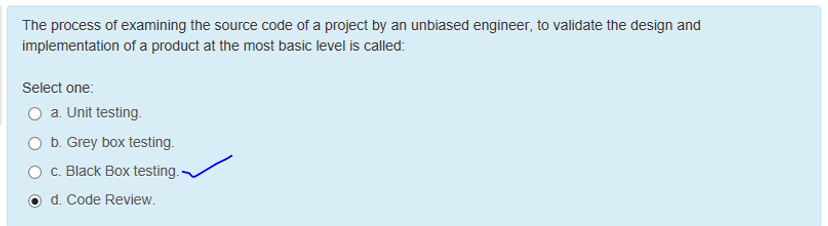 The process of examining the source code of a project by an unbiased engineer, to validate the design and
implementation of a product at the most basic level is called:
Select one:
a. Unit testing.
b. Grey box testing.
c. Black Box testing.
d. Code Review.